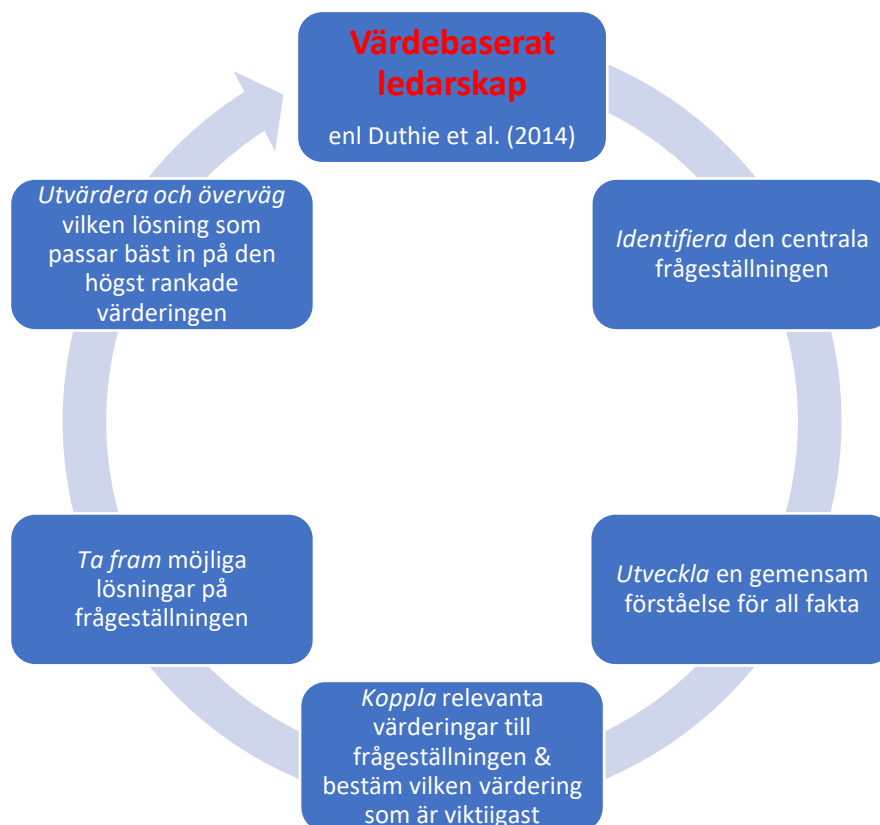 Värdebaserat
ledarskap
enl Duthie et al. (2014)
Identifiera den centrala
frågeställningen
Utveckla en gemensam
förståelse för all fakta
Koppla relevanta
värderingar till
frågeställningen &
bestäm vilken värdering
som är viktiigast
Ta fram möjliga
lösningar på
frågeställningen
Utvärdera och överväg
vilken lösning som
passar bäst in på den
högst rankade
värderingen